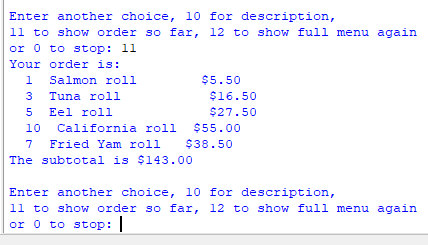 Enter another choice, 10 for description,
11 to show order so far, 12 to show full menu again
or 0 to stop: 11
Your order is:
1 Salmon roll $5.50
3 Tuna roll $16.50
5 Eel roll $27.50
10 California roll $55.00
7 Fried Yam roll $38.50
The subtotal is $143.00
Enter another choice, 10 for description,
11 to show order so far, 12 to show full menu again
or 0 to stop: